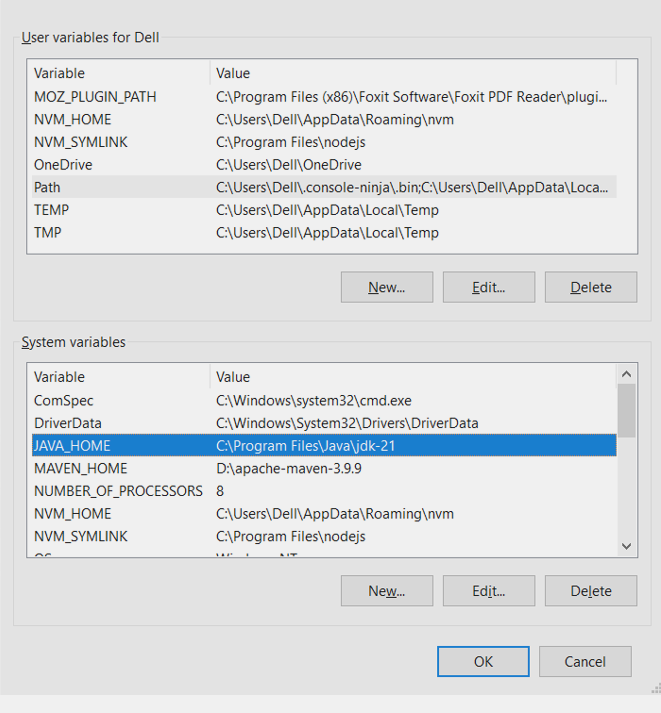 User variables for Dell
Variable Value
MOZ_PLUGIN_PATH C:\Program Files (x86)\Foxit Software\Foxit PDF Reader\plugi...
NVM_HOME C:\Users\Dell\AppData\Roaming\nvm
NVM_SYMLINK C:\Program Files\nodejs
OneDrive C:\Users\Dell\OneDrive
Path C:\Users\Dell\.console-ninja\.bin;C:\Users\Dell\AppData\Loca...
TEMP C:\Users\Dell\AppData\Local\Temp
TMP C:\Users\Dell\AppData\Local\Temp
New... Edit... Delete
System variables
Variable Value
ComSpec C:\Windows\system32\cmd.exe
DriverData C:\Windows\System32\Drivers\DriverData
JAVA_HOME C:\Program Files\Java\jdk-21
MAVEN_HOME D:\apache-maven-3.9.9
NUMBER_OF_PROCESSORS 8
NVM_HOME C:\Users\Dell\AppData\Roaming\nvm
NVM_SYMLINK C:\Program Files\nodejs
New... Edit... Delete
OK Cancel